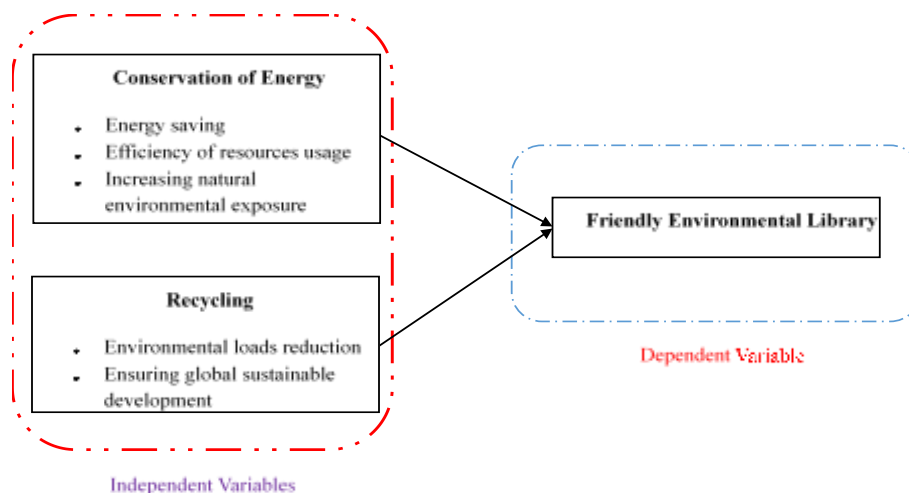 Conservation of Energy
• Energy saving
• Efficiency of resources usage
• Increasing natural
environmental exposure
Recycling
• Environmental loads reduction
• Ensuring global sustainable
development
Independent Variables
Friendly Environmental Library
Dependent Variable